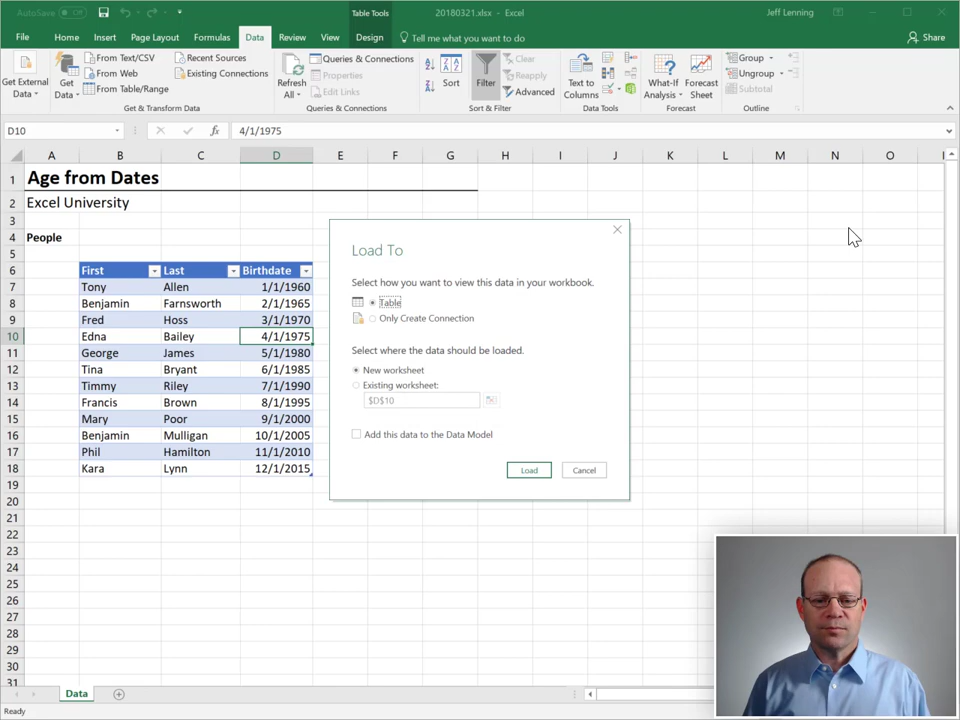 AutoSave Off
Table Tools
20180321.xlsx - Excel
Jeff Lenning
File Home Insert Page Layout Formulas Data Review View Design Tell me what you want to do Share
Get External Data
Get Data
From Text/CSV
From Web
From Table/Range
Recent Sources
Existing Connections
Get & Transform Data
Refresh All
Queries & Connections
Properties
Edit Links
Queries & Connections
Sort
Filter
Clear
Reapply
Advanced
Sort & Filter
Text to Columns
Data Tools
What-If Analysis
Forecast Sheet
Forecast
Group
Ungroup
Subtotal
Outline
D10 fx 4/1/1975
A B C D E F G H I J K L M N O
1 Age from Dates
2 Excel University
3
4 People
5
6 First Last Birthdate
7 Tony Allen 1/1/1960
8 Benjamin Farnsworth 2/1/1965
9 Fred Hoss 3/1/1970
10 Edna Bailey 4/1/1975
11 George James 5/1/1980
12 Tina Bryant 6/1/1985
13 Timmy Riley 7/1/1990
14 Francis Brown 8/1/1995
15 Mary Poor 9/1/2000
16 Benjamin Mulligan 10/1/2005
17 Phil Hamilton 11/1/2010
18 Kara Lynn 12/1/2015
19
20
21
22
23
24
25
26
27
28
29
30
31
Load To
Select how you want to view this data in your workbook.
Table
Only Create Connection
Select where the data should be loaded.
New worksheet
Existing worksheet:
$D$10
Add this data to the Data Model
Load Cancel
Data
Ready